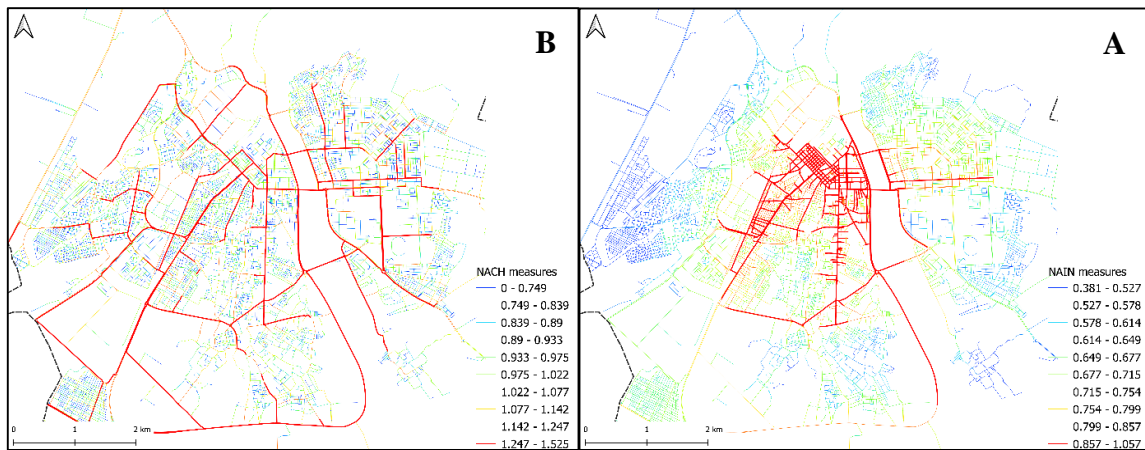 B
NACH measures
0 - 0.749
0.749 - 0.839
0.839 - 0.89
0.89 - 0.933
0.933 - 0.975
0.975 - 1.022
1.022 - 1.077
1.077 - 1.142
1.142 - 1.247
1.247 - 1.525
0 1 2 km
A
NAIN measures
0.381 - 0.527
0.527 - 0.578
0.578 - 0.614
0.614 - 0.649
0.649 - 0.677
0.677 - 0.715
0.715 - 0.754
0.754 - 0.799
0.799 - 0.857
0.857 - 1.057
0 1 2 km